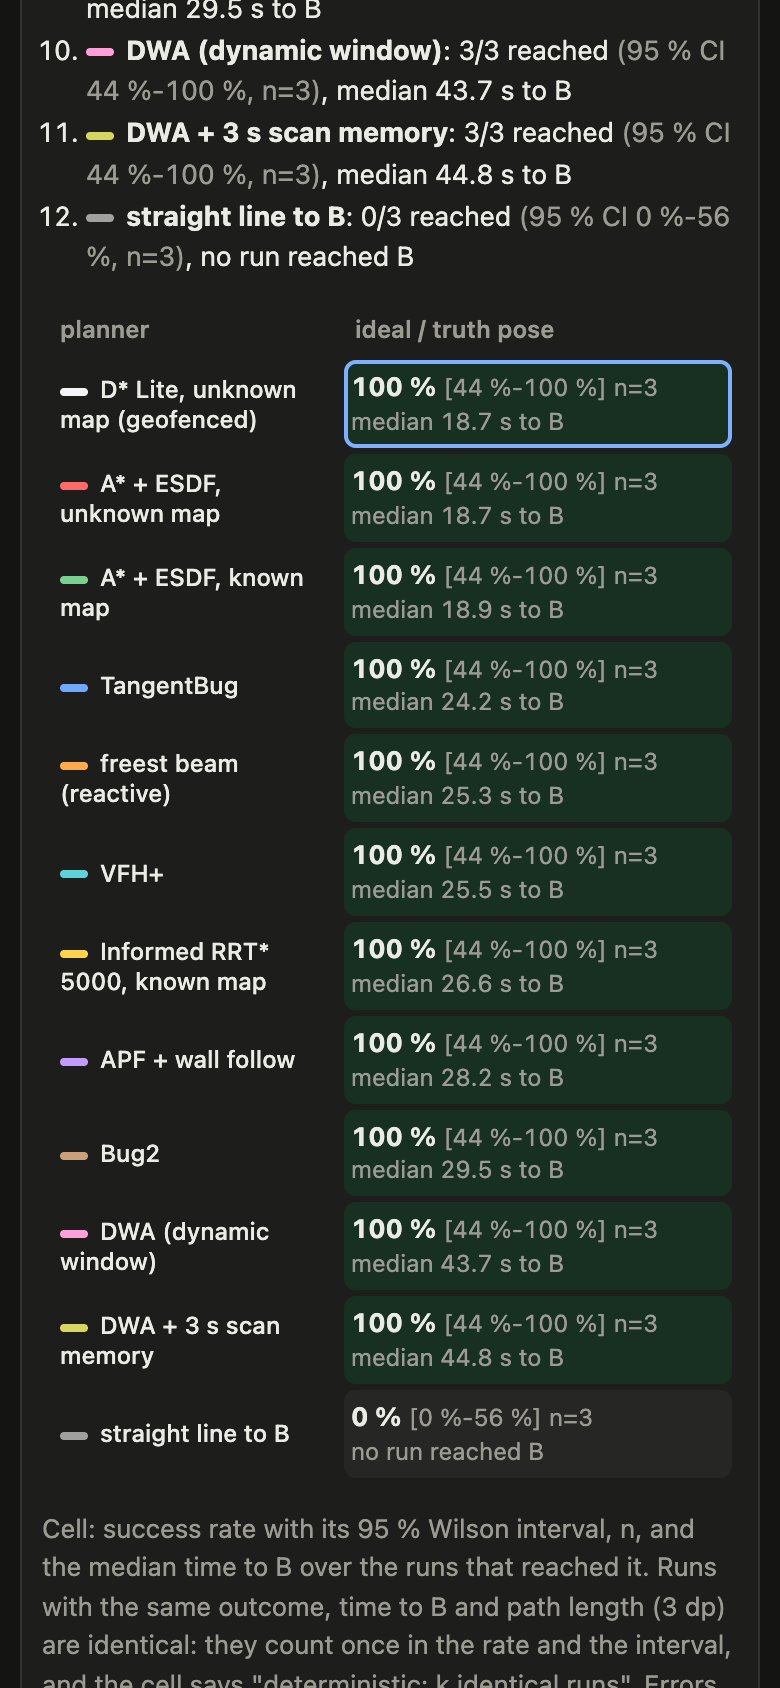 median 29.5 s to B
10. DWA (dynamic window): 3/3 reached (95 % CI
44 %-100 %, n=3), median 43.7 s to B
11. DWA + 3 s scan memory: 3/3 reached (95 % CI
44 %-100 %, n=3), median 44.8 s to B
12. straight line to B: 0/3 reached (95 % CI 0 %-56
%, n=3), no run reached B
planner
ideal / truth pose
D* Lite, unknown
map (geofenced)
100 % [44 %-100 %] n=3
median 18.7 s to B
A* + ESDF,
unknown map
100 % [44 %-100 %] n=3
median 18.7 s to B
A* + ESDF, known
map
100 % [44 %-100 %] n=3
median 18.9 s to B
TangentBug
100 % [44 %-100 %] n=3
median 24.2 s to B
freest beam
(reactive)
100 % [44 %-100 %] n=3
median 25.3 s to B
VFH+
100 % [44 %-100 %] n=3
median 25.5 s to B
Informed RRT*
5000, known map
100 % [44 %-100 %] n=3
median 26.6 s to B
APF + wall follow
100 % [44 %-100 %] n=3
median 28.2 s to B
Bug2
100 % [44 %-100 %] n=3
median 29.5 s to B
DWA (dynamic
window)
100 % [44 %-100 %] n=3
median 43.7 s to B
DWA + 3 s scan
memory
100 % [44 %-100 %] n=3
median 44.8 s to B
straight line to B
0 % [0 %-56 %] n=3
no run reached B
Cell: success rate with its 95 % Wilson interval, n, and
the median time to B over the runs that reached it. Runs
with the same outcome, time to B and path length (3 dp)
are identical: they count once in the rate and the interval,
and the cell says "deterministic: k identical runs". Errors